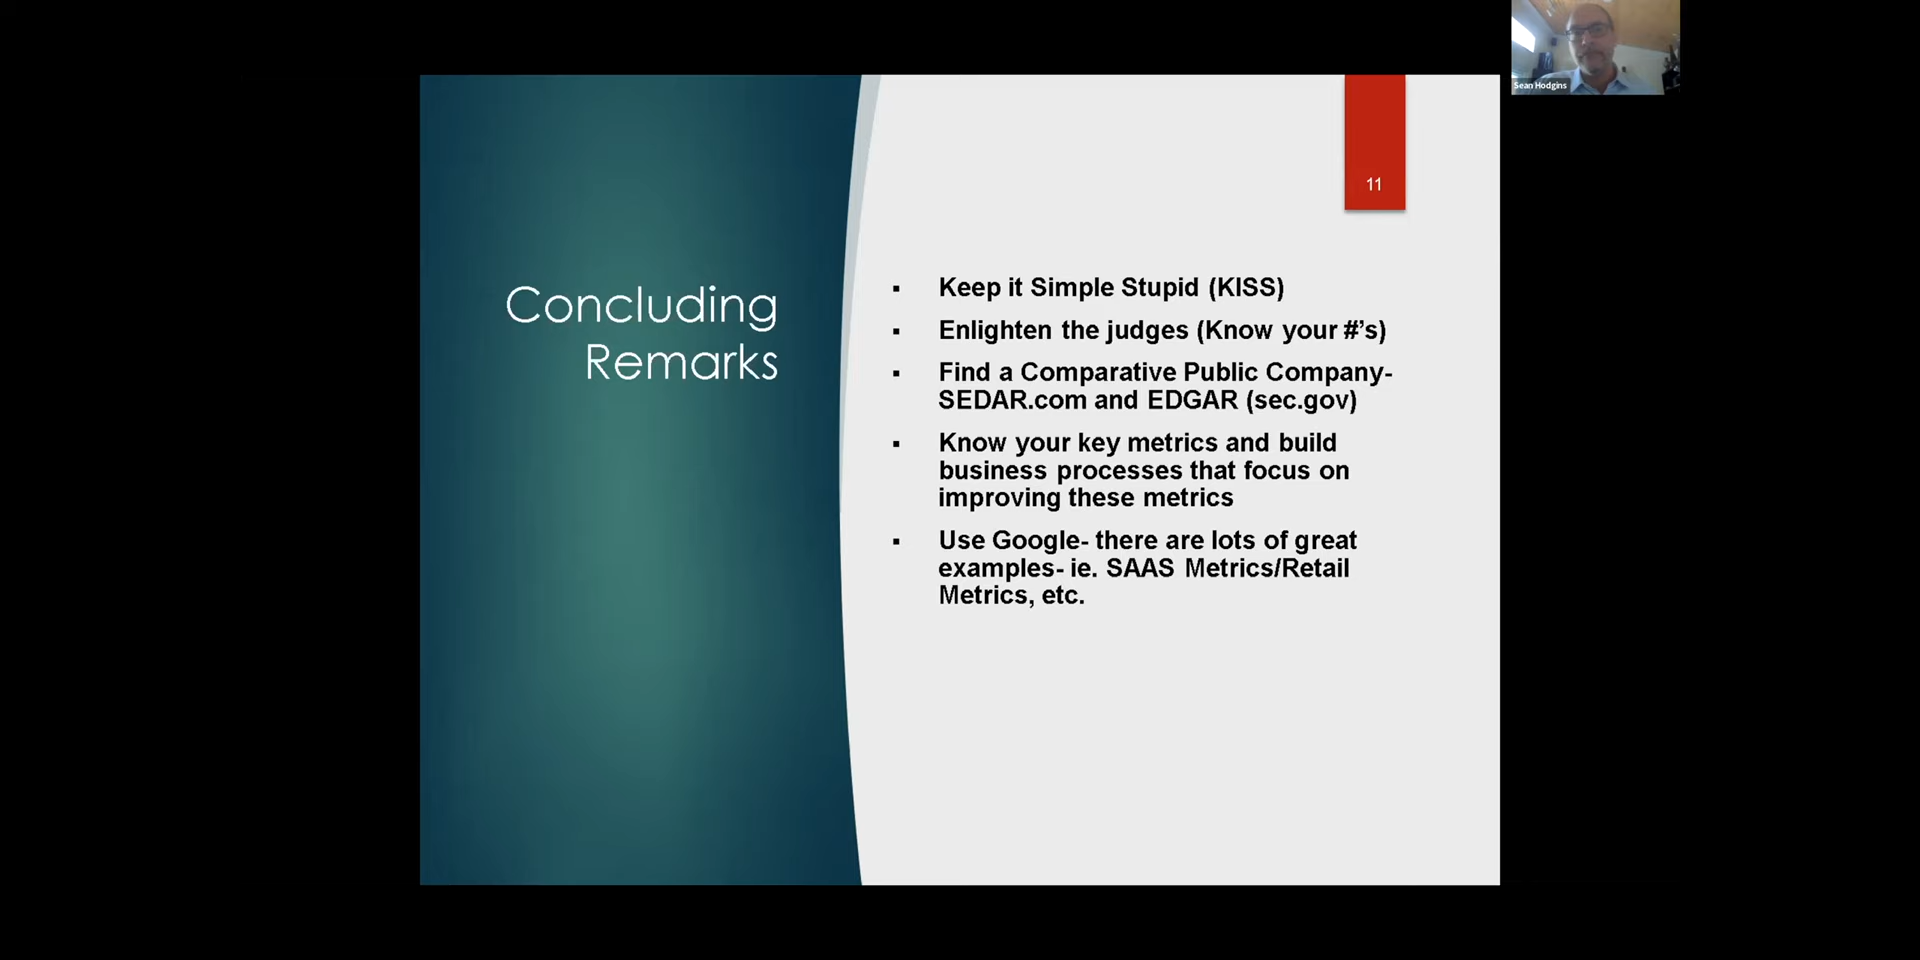 Sean Hodgins
11
Concluding
Remarks
▪ Keep it Simple Stupid (KISS)
▪ Enlighten the judges (Know your #’s)
▪ Find a Comparative Public Company-
SEDAR.com and EDGAR (sec.gov)
▪ Know your key metrics and build
business processes that focus on
improving these metrics
▪ Use Google- there are lots of great
examples- ie. SAAS Metrics/Retail
Metrics, etc.